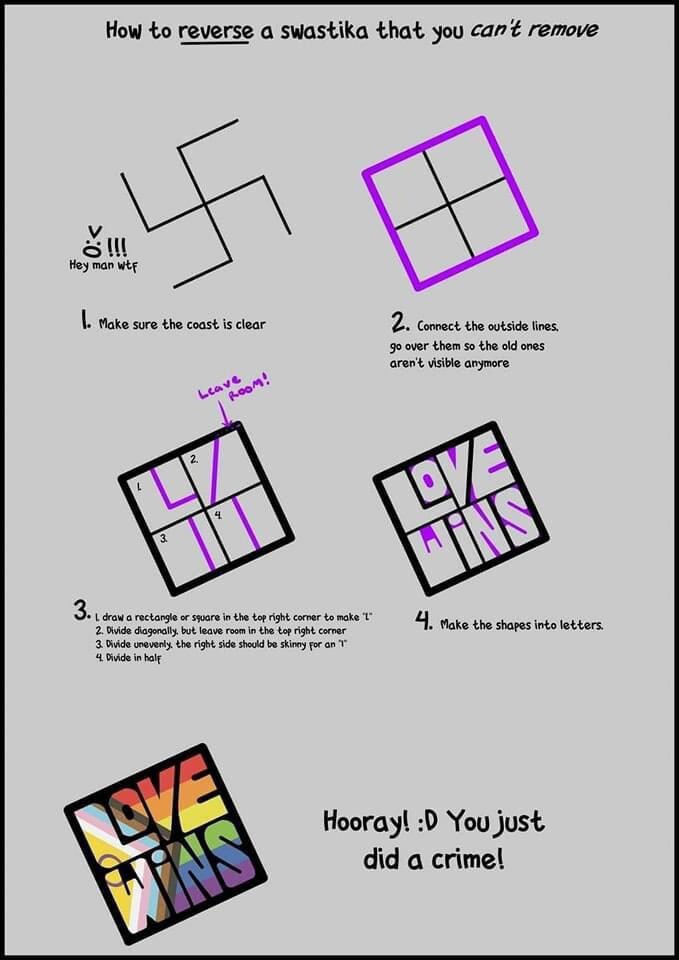 How to reverse a swastika that you can't remove
!!!
Hey man wtf
1. Make sure the coast is clear
2. Connect the outside lines,
go over them so the old ones
aren't visible anymore
Leave
Room!
1.
2.
3.
4.
LOVE
WINS
3. 1. draw a rectangle or square in the top right corner to make "L"
2. Divide diagonally, but leave room in the top right corner
3. Divide unevenly, the right side should be skinny for an "I"
4. Divide in half
4. Make the shapes into letters.
LOVE
WINS
Hooray! :D You just
did a crime!